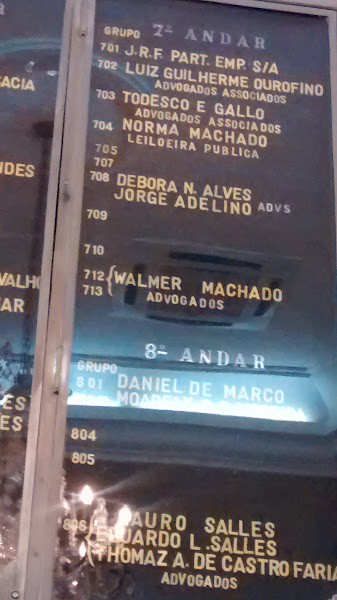 ACIA
DES
VALHO
AR
ES
ES
7º ANDAR
GRUPO
701 J.R.F. PART. EMP. S/A
702 LUIZ GUILHERME OUROFINO
ADVOGADOS ASSOCIADOS
703 TODESCO E GALLO
ADVOGADOS ASSOCIADOS
704 NORMA MACHADO
LEILOEIRA PUBLICA
705
707
708 DEBORA N. ALVES
JORGE ADELINO ADVS
709
710
712 { WALMER MACHADO
713 ADVOGADOS
8º ANDAR
GRUPO
801 DANIEL DE MARCO
804
805
806 { MAURO SALLES
EDUARDO L. SALLES
THOMAZ A. DE CASTRO FARIA
ADVOGADOS